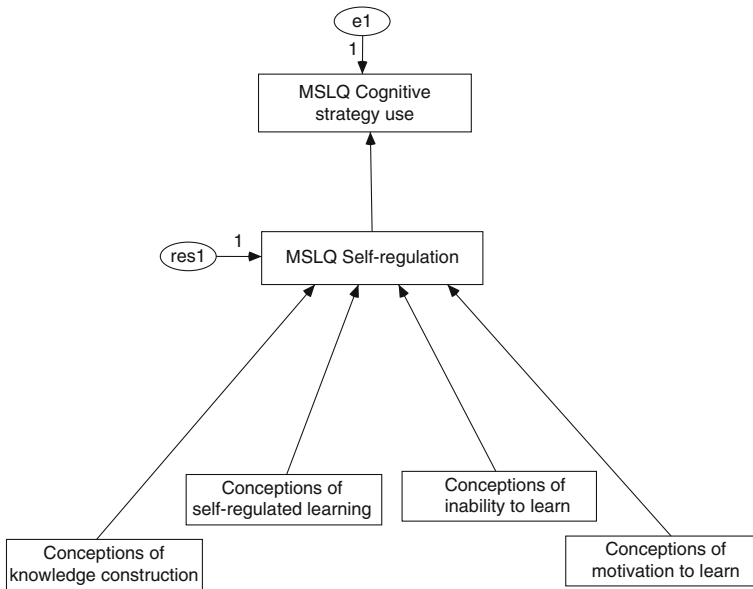 e1
1
MSLQ Cognitive
strategy use
1
res1
MSLQ Self-regulation
Conceptions of
self-regulated learning
Conceptions of
inability to learn
Conceptions of
knowledge construction
Conceptions of
motivation to learn